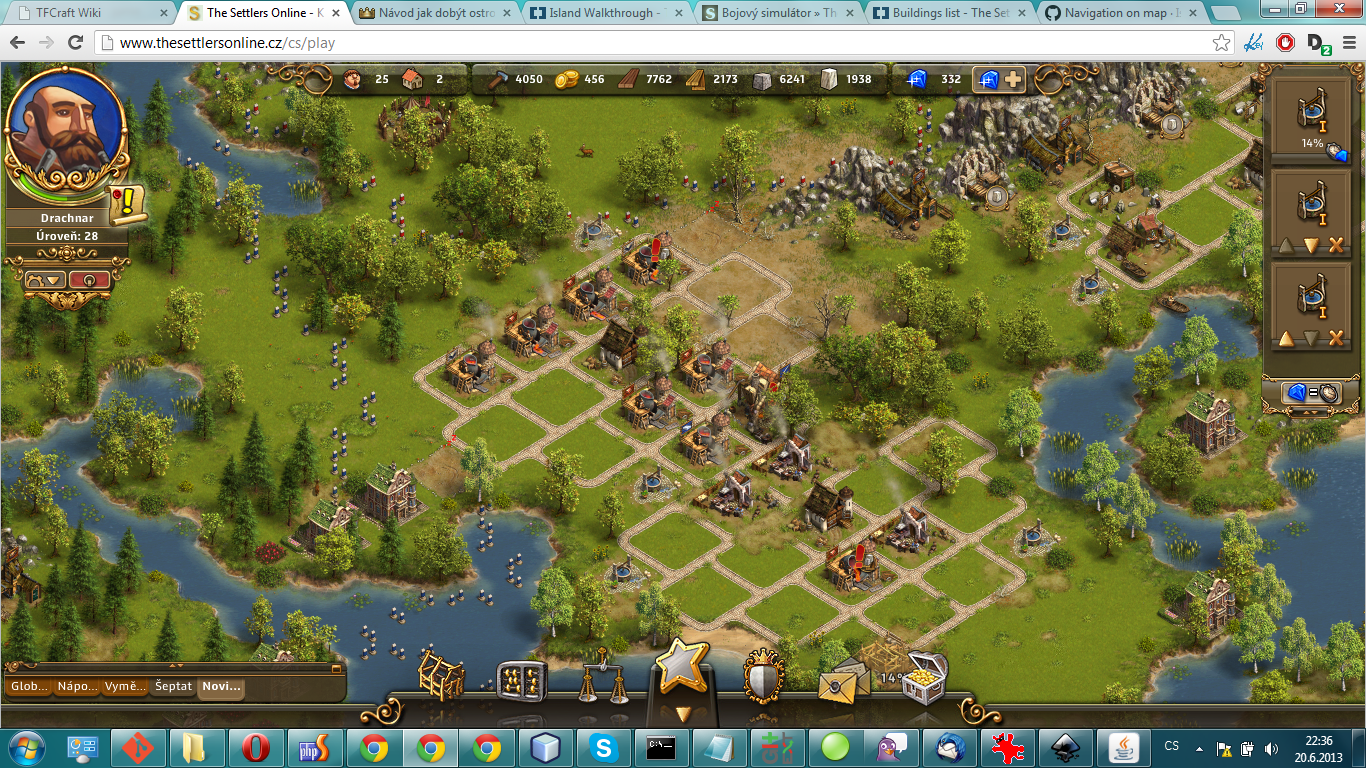 TFCraft Wiki
The Settlers Online - K
Návod jak dobýt ostro
Island Walkthrough - T
Bojový simulátor » Th
Buildings list - The Set
Navigation on map · I
www.thesettlersonline.cz/cs/play
2
25 2 4050 456 7762 2173 6241 1938 332
Drachnar
Úroveň: 28
I
14%
I
I
=
Glob... Nápo... Vymě... Šeptat Novi...
14%
php
C:\_
CS
22:36
20.6.2013